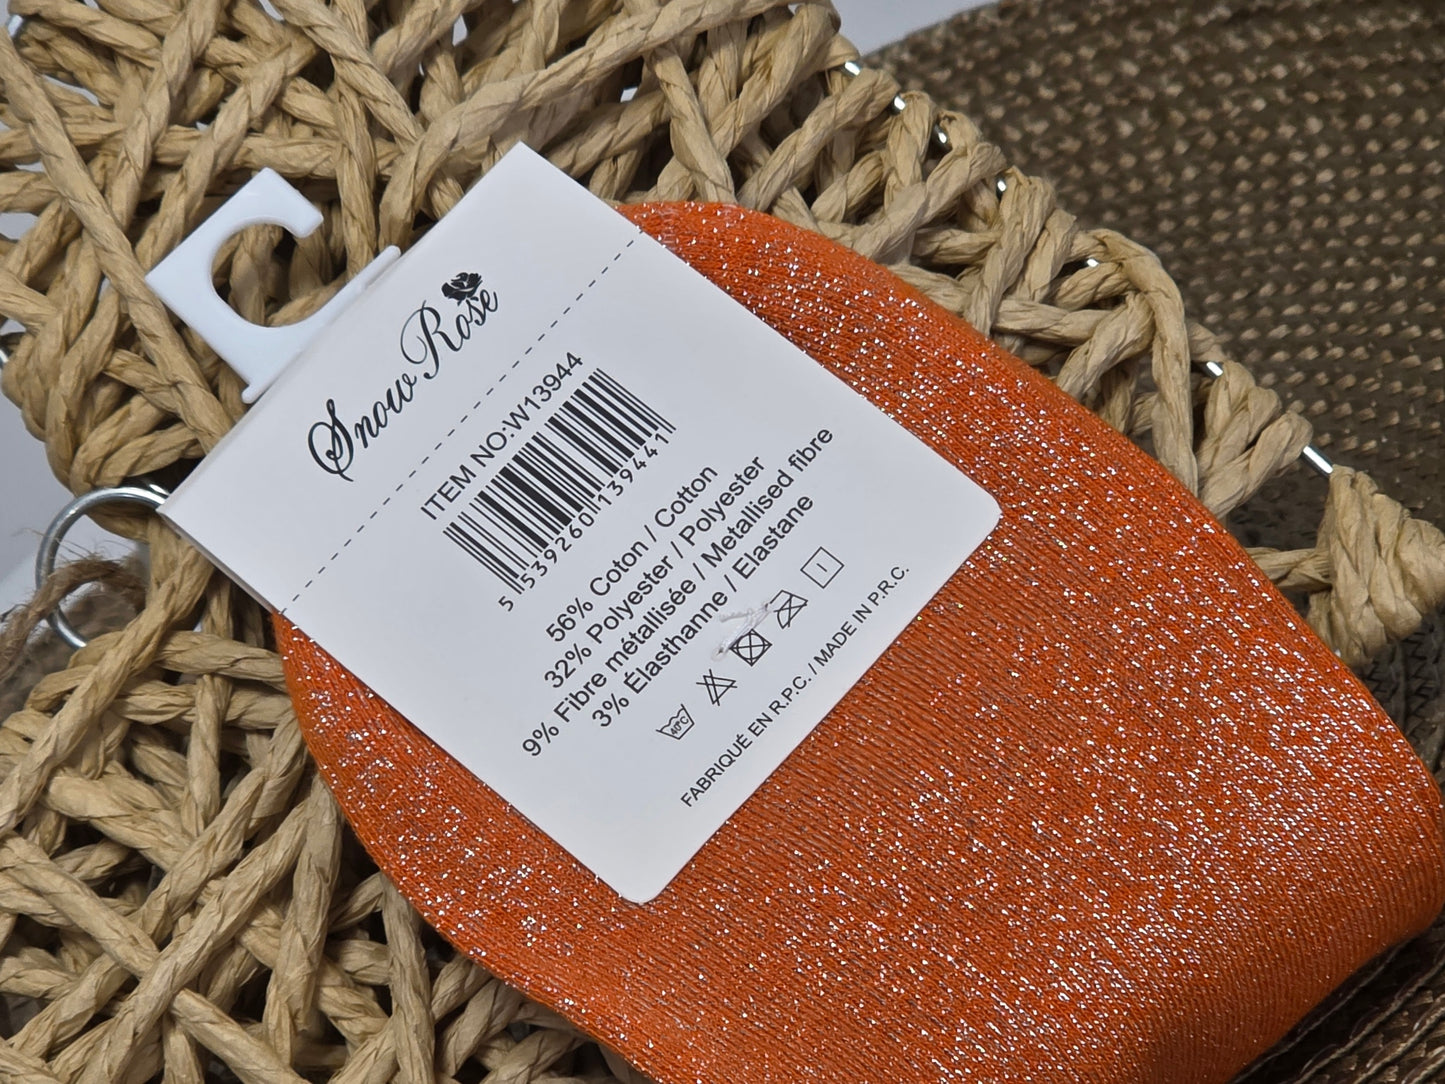 Snow Rose
ITEM NO:W13944
5 539260 139441
56% Coton / Cotton
32% Polyester / Polyester
9% Fibre métallisée / Metallised fibre
3% Élasthanne / Elastane
40°C
FABRIQUÉ EN R.P.C. / MADE IN P.R.C.